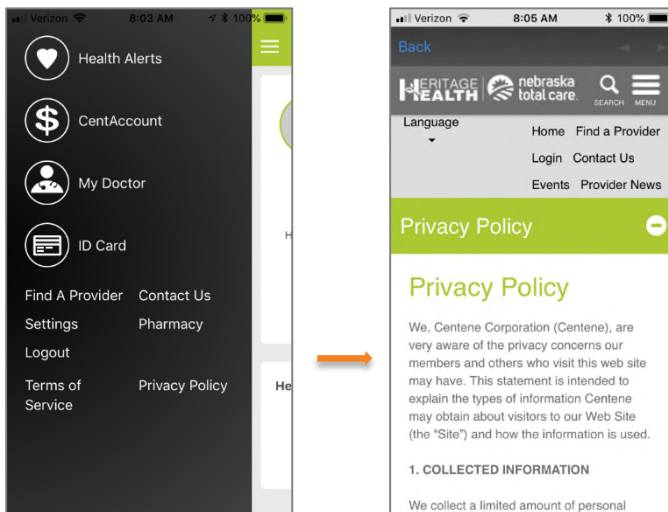 Verizon 8:03 AM 100%
Health Alerts
CentAccount
My Doctor
ID Card
Find A Provider Contact Us
Settings Pharmacy
Logout
Terms of Service Privacy Policy
H
He
Verizon 8:05 AM 100%
Back
HERITAGE HEALTH nebraska total care.
SEARCH MENU
Language
Home Find a Provider
Login Contact Us
Events Provider News
Privacy Policy
Privacy Policy
We, Centene Corporation (Centene), are
very aware of the privacy concerns our
members and others who visit this web site
may have. This statement is intended to
explain the types of information Centene
may obtain about visitors to our Web Site
(the “Site”) and how the information is used.
1. COLLECTED INFORMATION
We collect a limited amount of personal